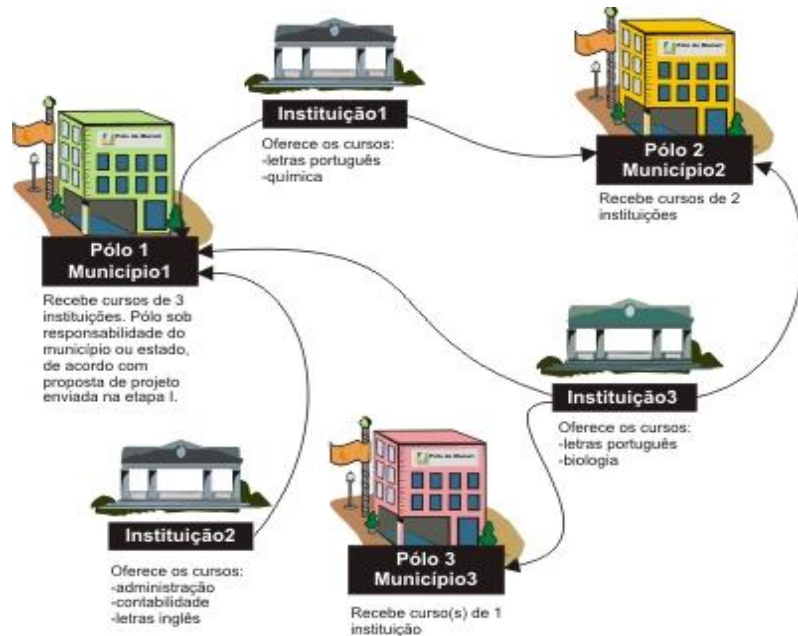 Instituição1
Oferece os cursos:
-letras português
-química
Pólo 2
Município2
Recebe cursos de 2
instituições
Pólo 1
Município1
Recebe cursos de 3
instituições. Pólo sob
responsabilidade do
município ou estado,
de acordo com
proposta de projeto
enviada na etapa I.
Instituição3
Oferece os cursos:
-letras português
-biologia
Instituição2
Oferece os cursos:
-administração
-contabilidade
-letras inglês
Pólo 3
Município3
Recebe curso(s) de 1
instituição